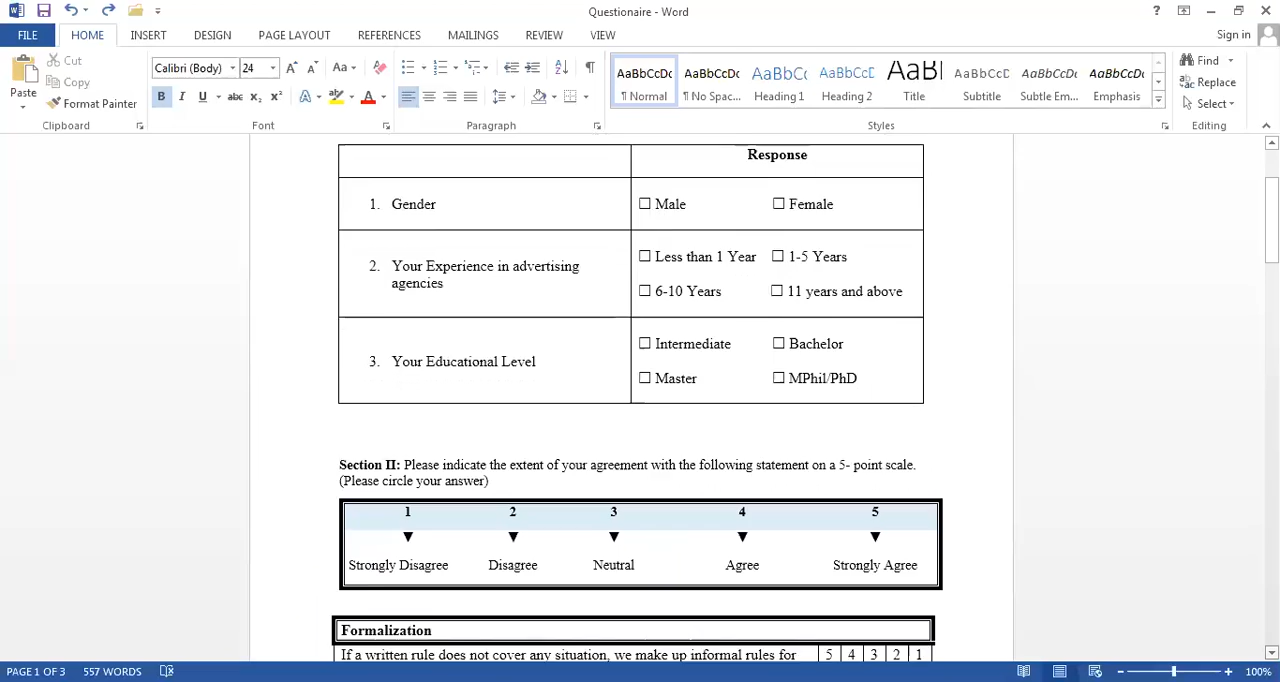 Questionaire - Word
?
FILE HOME INSERT DESIGN PAGE LAYOUT REFERENCES MAILINGS REVIEW VIEW Sign in
Paste
Cut
Copy
Format Painter
Clipboard
Calibri (Body) 24
B I U abc X₂ X²
Font
Paragraph
AaBbCcDc AaBbCcDc AaBbCc AaBbCcC AaBl AaBbCcD AaBbCcDc AaBbCcDc
¶ Normal ¶ No Spac... Heading 1 Heading 2 Title Subtitle Subtle Em... Emphasis
Styles
Find
Replace
Select
Editing
Response
1. Gender
☐ Male ☐ Female
2. Your Experience in advertising
agencies
☐ Less than 1 Year ☐ 1-5 Years
☐ 6-10 Years ☐ 11 years and above
3. Your Educational Level
☐ Intermediate ☐ Bachelor
☐ Master ☐ MPhil/PhD
Section II: Please indicate the extent of your agreement with the following statement on a 5- point scale.
(Please circle your answer)
1 2 3 4 5
▼ ▼ ▼ ▼ ▼
Strongly Disagree Disagree Neutral Agree Strongly Agree
Formalization
If a written rule does not cover any situation, we make up informal rules for 5 4 3 2 1
PAGE 1 OF 3 557 WORDS 100%